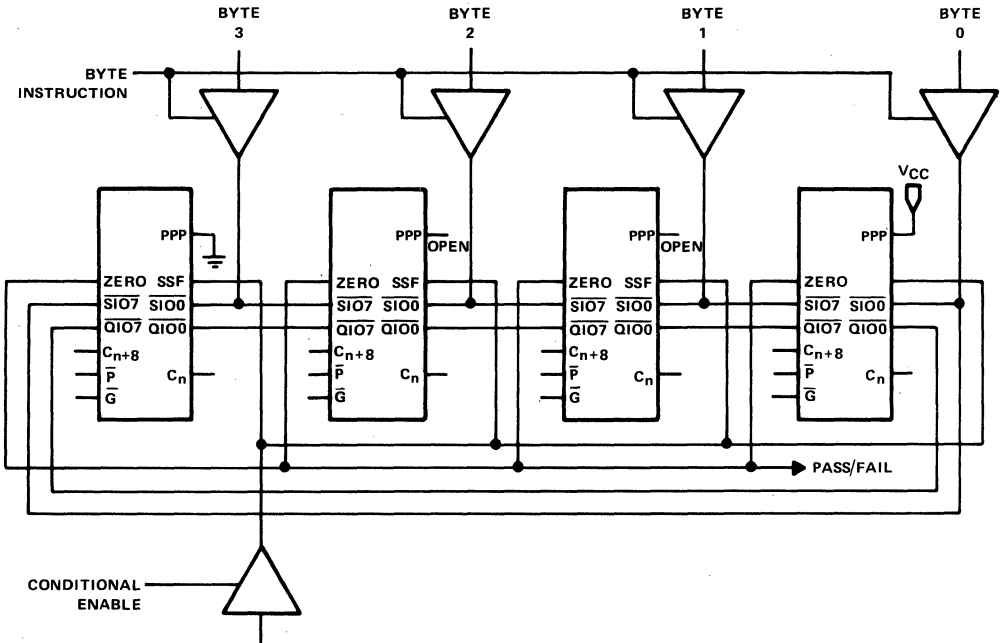 BYTE 3
BYTE 2
BYTE 1
BYTE 0
BYTE
INSTRUCTION
VCC
PPP
PPP
OPEN
PPP
OPEN
PPP
ZERO SSF
SIO7 SIO0
QIO7 QIO0
Cn+8
P Cn
G
ZERO SSF
SIO7 SIO0
QIO7 QIO0
Cn+8
P Cn
G
ZERO SSF
SIO7 SIO0
QIO7 QIO0
Cn+8
P Cn
G
ZERO
SIO7 SIO0
QIO7 QIO0
Cn+8
P Cn
G
PASS/FAIL
CONDITIONAL
ENABLE